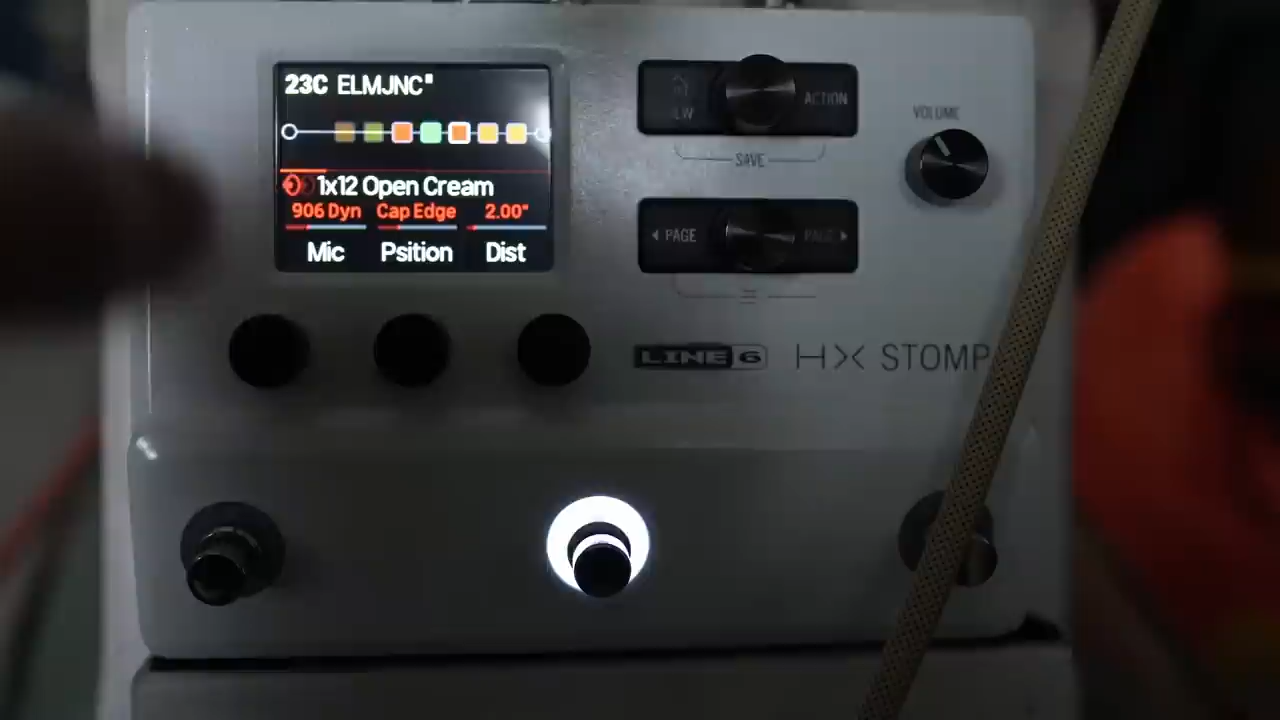 23C ELMJNC"
1x12 Open Cream
906 Dyn Cap Edge 2.00"
Mic Psition Dist
ACTION
SAVE
VOLUME
◀ PAGE PAGE ▶
LINE 6 HX STOMP